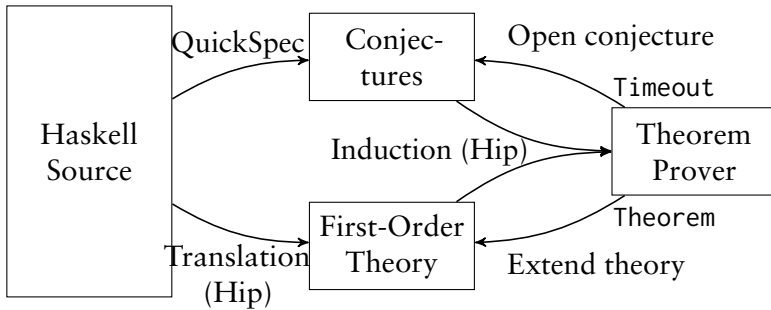 QuickSpec
Conjec-
tures
Open conjecture
Timeout
Haskell
Source
Induction (Hip)
Theorem
Prover
Translation
(Hip)
First-Order
Theory
Theorem
Extend theory